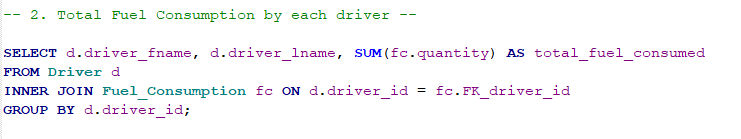 -- 2. Total Fuel Consumption by each driver --
SELECT d.driver_fname, d.driver_lname, SUM(fc.quantity) AS total_fuel_consumed
FROM Driver d
INNER JOIN Fuel_Consumption fc ON d.driver_id = fc.FK_driver_id
GROUP BY d.driver_id;